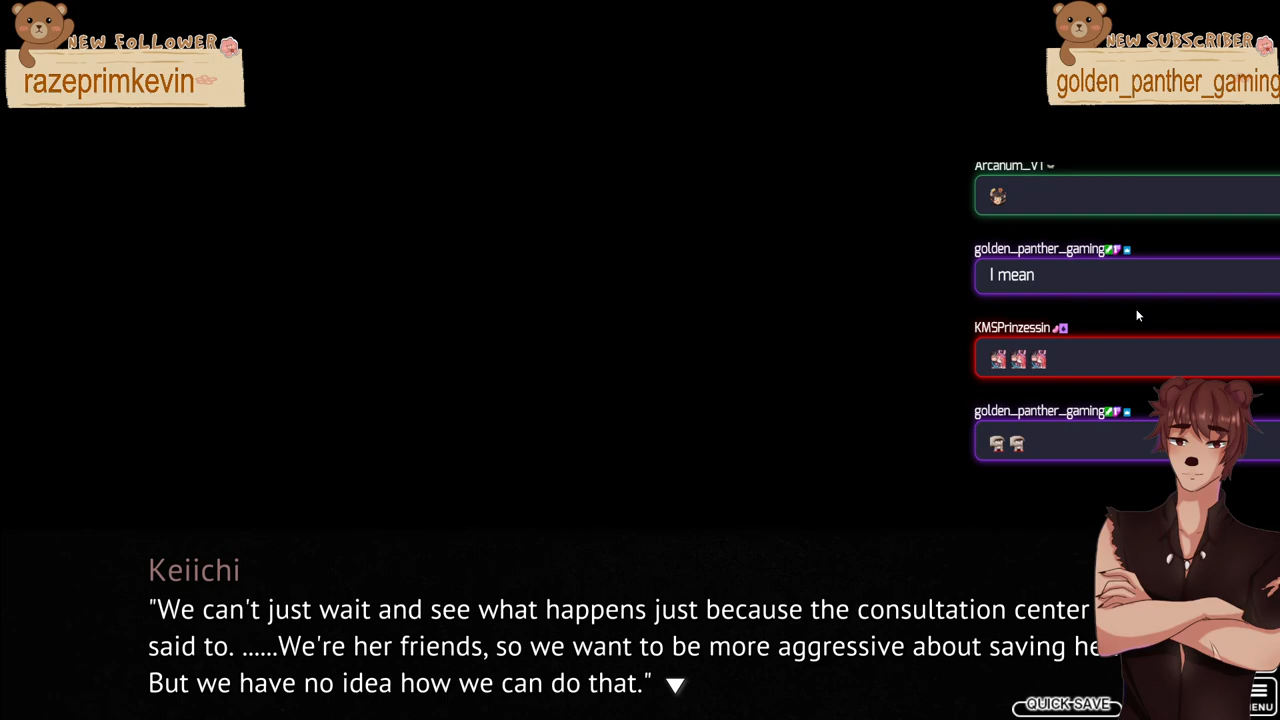 NEW FOLLOWER
razeprimkevin
NEW SUBSCRIBER
golden_panther_gaming
Arcanum_VT
golden_panther_gaming
I mean
KMSPrinzessin
golden_panther_gaming
Keiichi
"We can't just wait and see what happens just because the consultation center
said to. ......We're her friends, so we want to be more aggressive about saving he
But we have no idea how we can do that."
QUICK SAVE
ENU